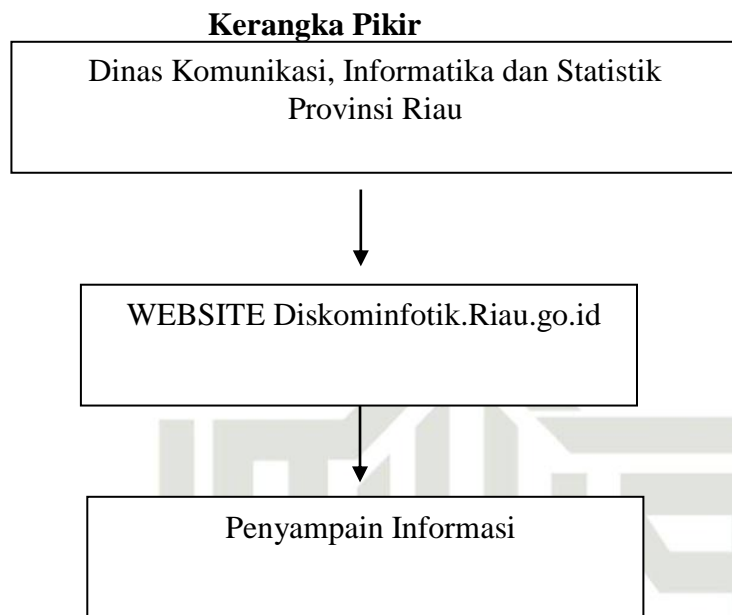 Kerangka Pikir
Dinas Komunikasi, Informatika dan Statistik
Provinsi Riau
WEBSITE Diskominfotik.Riau.go.id
Penyampain Informasi